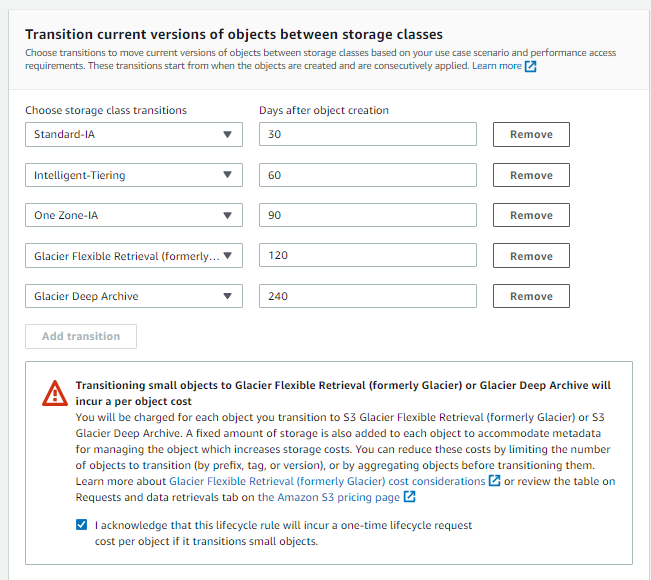 Transition current versions of objects between storage classes
Choose transitions to move current versions of objects between storage classes based on your use case scenario and performance access
requirements. These transitions start from when the objects are created and are consecutively applied. Learn more
Choose storage class transitions Days after object creation
Standard-IA 30 Remove
Intelligent-Tiering 60 Remove
One Zone-IA 90 Remove
Glacier Flexible Retrieval (formerly... 120 Remove
Glacier Deep Archive 240 Remove
Add transition
Transitioning small objects to Glacier Flexible Retrieval (formerly Glacier) or Glacier Deep Archive will
incur a per object cost
You will be charged for each object you transition to S3 Glacier Flexible Retrieval (formerly Glacier) or S3
Glacier Deep Archive. A fixed amount of storage is also added to each object to accommodate metadata
for managing the object which increases storage costs. You can reduce these costs by limiting the number
of objects to transition (by prefix, tag, or version), or by aggregating objects before transitioning them.
Learn more about Glacier Flexible Retrieval (formerly Glacier) cost considerations or review the table on
Requests and data retrievals tab on the Amazon S3 pricing page
I acknowledge that this lifecycle rule will incur a one-time lifecycle request
cost per object if it transitions small objects.